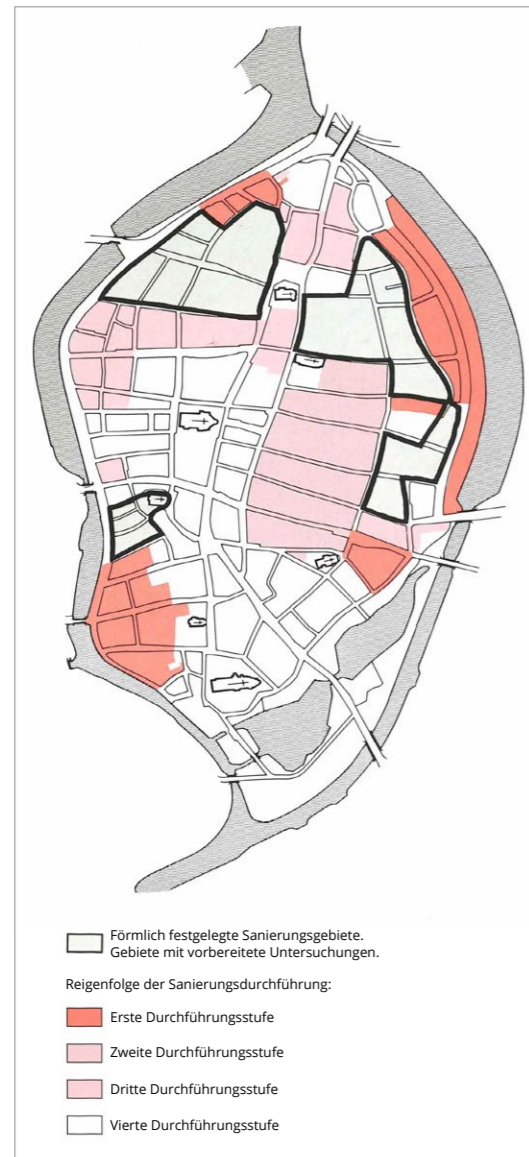 Förmlich festgelegte Sanierungsgebiete.
Gebiete mit vorbereitete Untersuchungen.
Reigenfolge der Sanierungsdurchführung:
Erste Durchführungsstufe
Zweite Durchführungsstufe
Dritte Durchführungsstufe
Vierte Durchführungsstufe